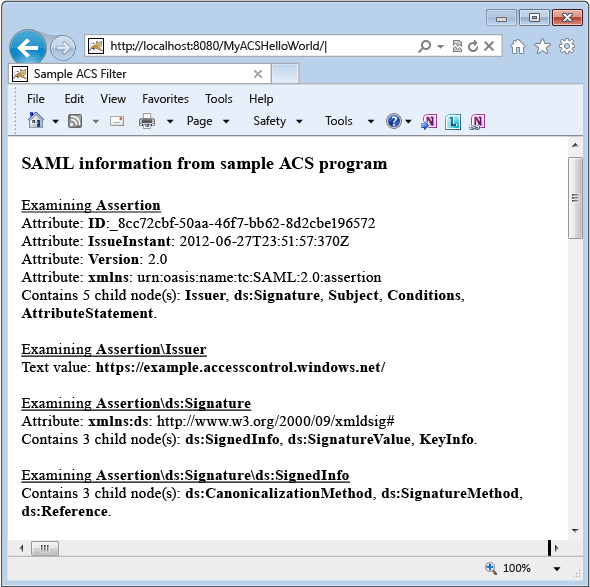 http://localhost:8080/MyACSHelloWorld/
Sample ACS Filter
File Edit View Favorites Tools Help
Page Safety Tools
SAML information from sample ACS program
Examining Assertion
Attribute: ID:_8cc72cbf-50aa-46f7-bb62-8d2cbe196572
Attribute: IssueInstant: 2012-06-27T23:51:57:370Z
Attribute: Version: 2.0
Attribute: xmlns: urn:oasis:name:tc:SAML:2.0:assertion
Contains 5 child node(s): Issuer, ds:Signature, Subject, Conditions,
AttributeStatement.
Examining Assertion\Issuer
Text value: https://example.accesscontrol.windows.net/
Examining Assertion\ds:Signature
Attribute: xmlns:ds: http://www.w3.org/2000/09/xmldsig#
Contains 3 child node(s): ds:SignedInfo, ds:SignatureValue, KeyInfo.
Examining Assertion\ds:Signature\ds:SignedInfo
Contains 3 child node(s): ds:CanonicalizationMethod, ds:SignatureMethod,
ds:Reference.
100%